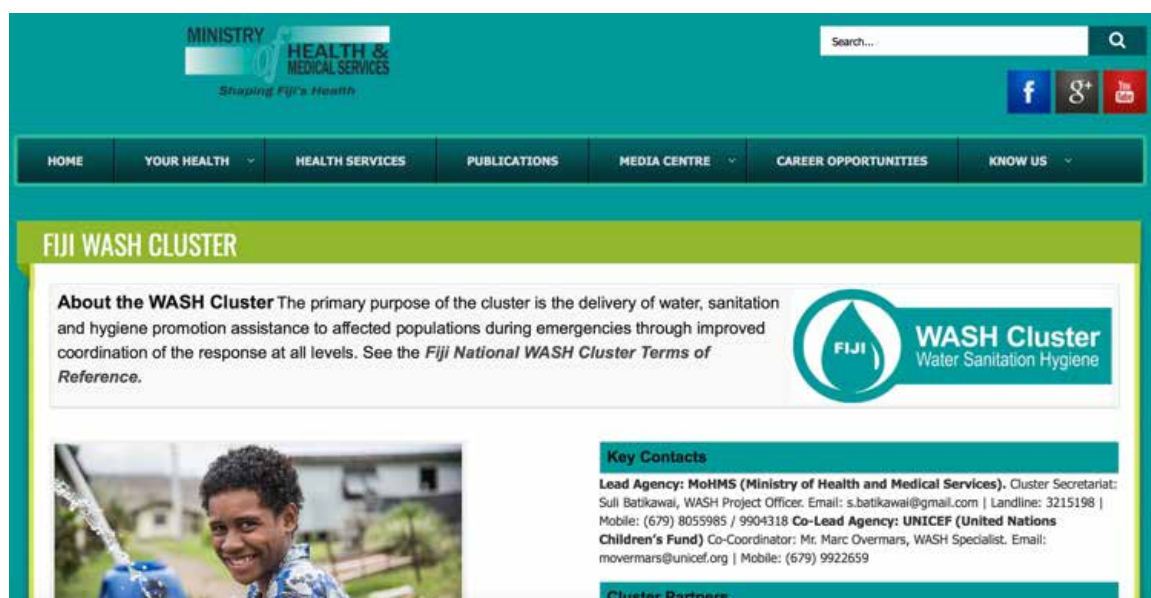 MINISTRY
of HEALTH &
MEDICAL SERVICES
Shaping Fiji's Health
Search...
f 8+ You Tube
HOME YOUR HEALTH HEALTH SERVICES PUBLICATIONS MEDIA CENTRE CAREER OPPORTUNITIES KNOW US
FIJI WASH CLUSTER
About the WASH Cluster The primary purpose of the cluster is the delivery of water, sanitation
and hygiene promotion assistance to affected populations during emergencies through improved
coordination of the response at all levels. See the Fiji National WASH Cluster Terms of
Reference.
FIJI
WASH Cluster
Water Sanitation Hygiene
Key Contacts
Lead Agency: MoHMS (Ministry of Health and Medical Services). Cluster Secretariat:
Suli Batikawai, WASH Project Officer. Email: s.batikawai@gmail.com | Landline: 3215198 |
Mobile: (679) 8055985 / 9904318 Co-Lead Agency: UNICEF (United Nations
Children's Fund) Co-Coordinator: Mr. Marc Overmars, WASH Specialist. Email:
movermars@unicef.org | Mobile: (679) 9922659
Cluster Partners